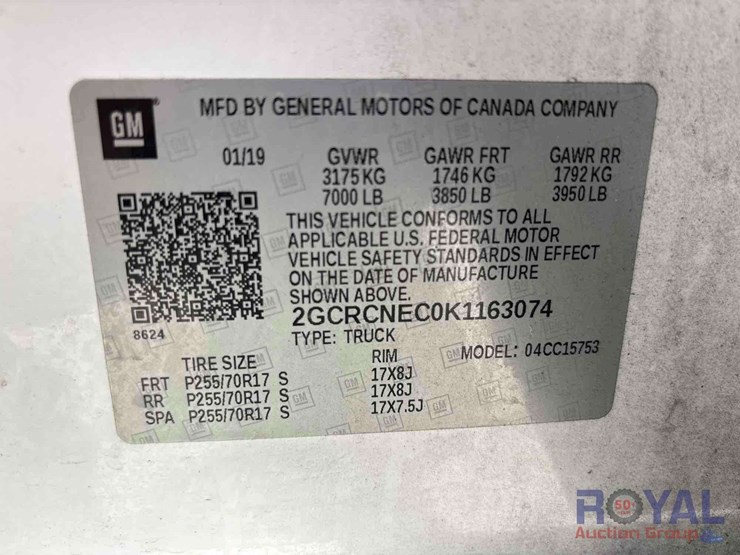 GM
MFD BY GENERAL MOTORS OF CANADA COMPANY
01/19 GVWR GAWR FRT GAWR RR
3175 KG 1746 KG 1792 KG
7000 LB 3850 LB 3950 LB
THIS VEHICLE CONFORMS TO ALL
APPLICABLE U.S. FEDERAL MOTOR
VEHICLE SAFETY STANDARDS IN EFFECT
ON THE DATE OF MANUFACTURE
SHOWN ABOVE.
8624
2GCRCNEC0K1163074
TYPE: TRUCK MODEL: 04CC15753
TIRE SIZE RIM
FRT P255/70R17 S 17X8J
RR P255/70R17 S 17X8J
SPA P255/70R17 S 17X7.5J
ROYAL
50
Auction Group